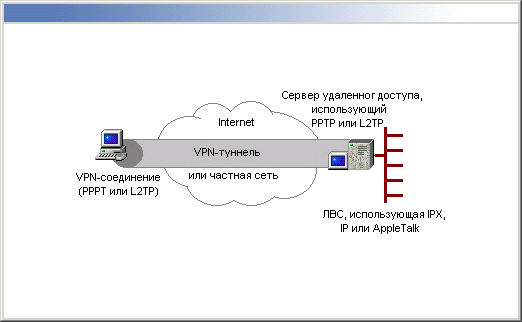 Сервер удаленног доступа,
использующий
PPTP или L2TP
Internet
VPN-туннель
или частная сеть
VPN-соединение
(PPPT или L2TP)
ЛВС, использующая IPX,
IP или AppleTalk